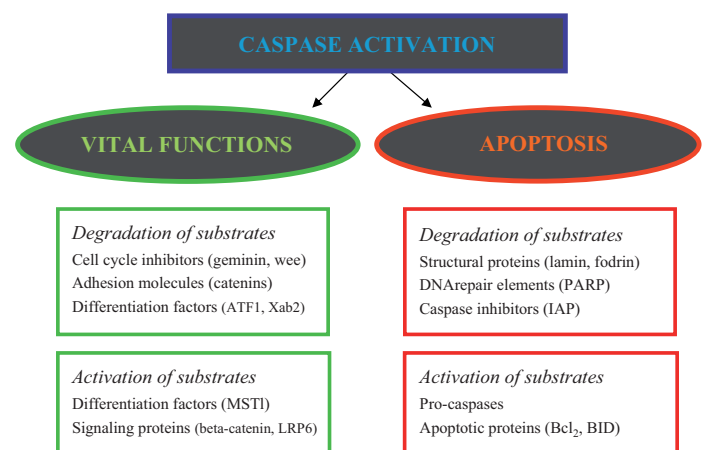 CASPASE ACTIVATION
VITAL FUNCTIONS
APOPTOSIS
Degradation of substrates
Cell cycle inhibitors (geminin, wee)
Adhesion molecules (catenins)
Differentiation factors (ATF1, Xab2)
Degradation of substrates
Structural proteins (lamin, fodrin)
DNArepair elements (PARP)
Caspase inhibitors (IAP)
Activation of substrates
Differentiation factors (MSTl)
Signaling proteins (beta-catenin, LRP6)
Activation of substrates
Pro-caspases
Apoptotic proteins (Bcl₂, BID)